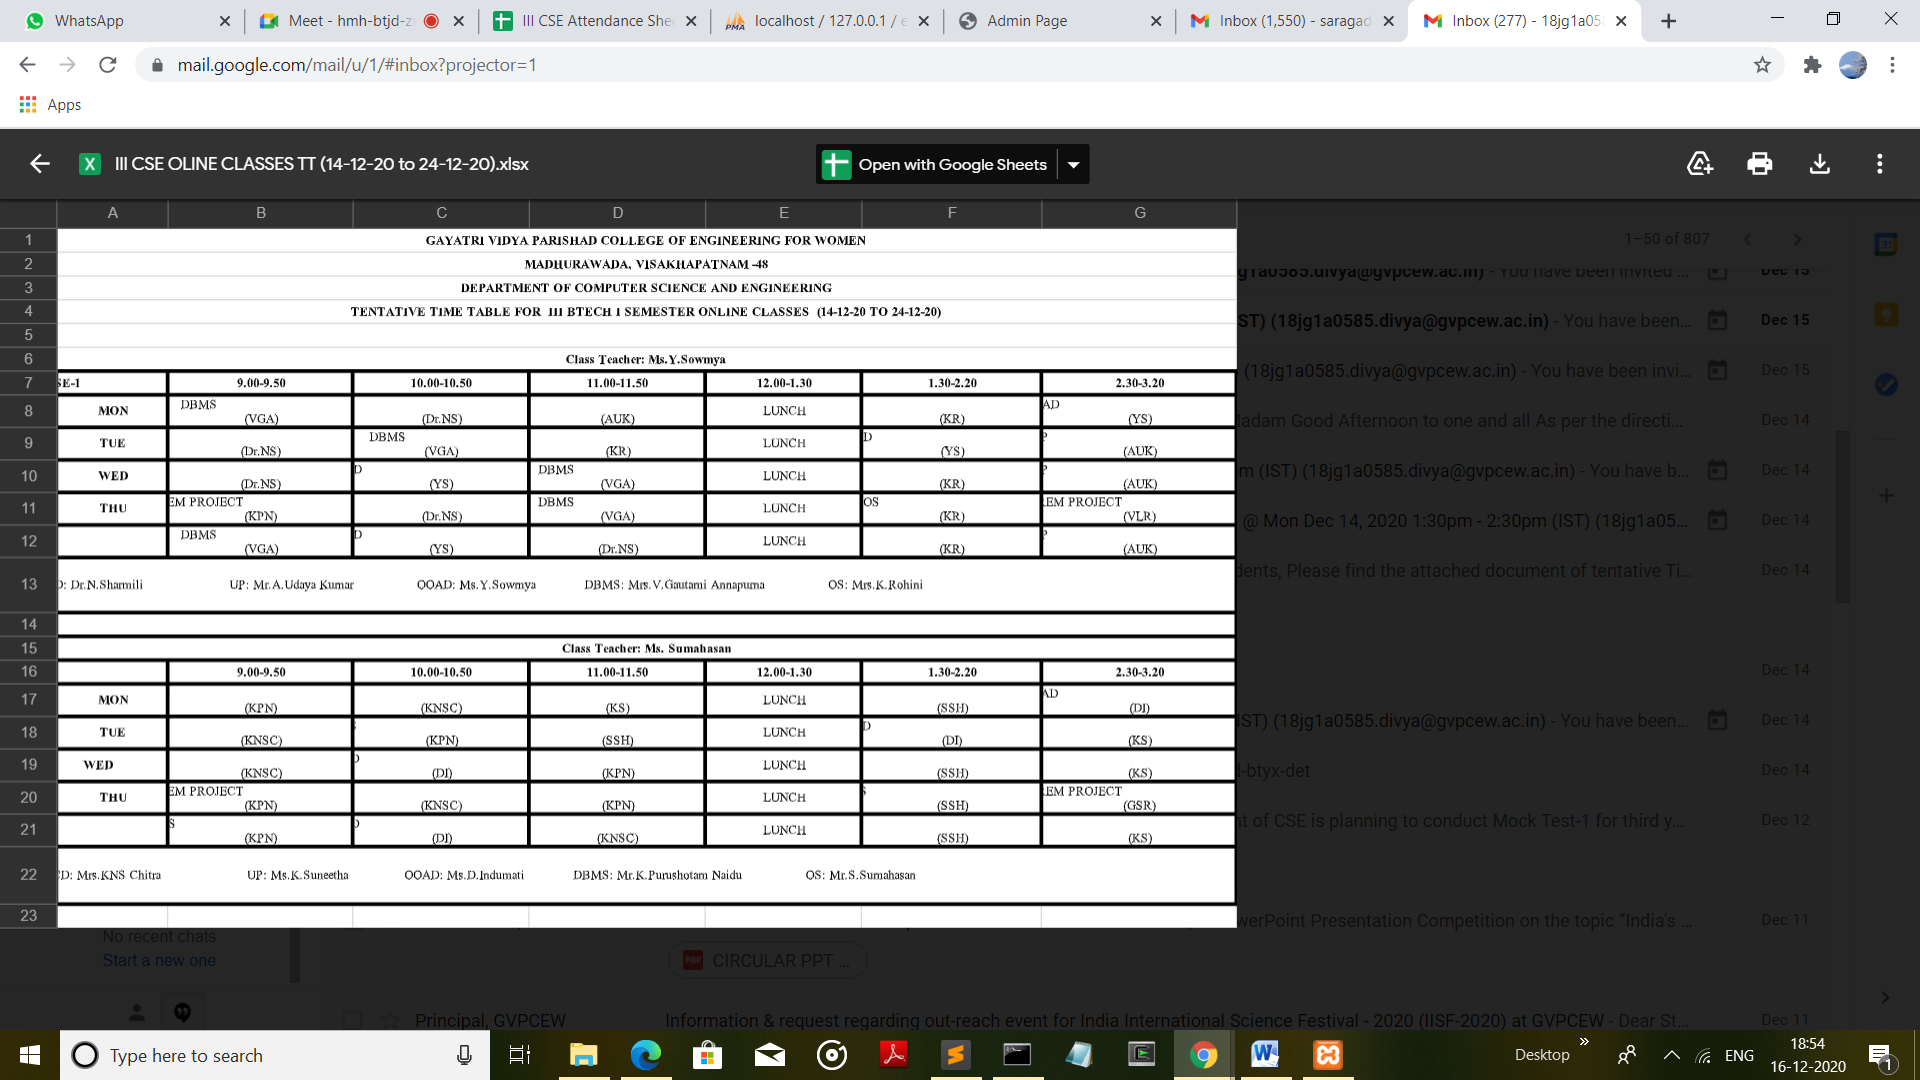 WhatsApp
Meet - hmh-btjd-z
III CSE Attendance She
localhost / 127.0.0.1 / e
Admin Page
Inbox (1,550) - saragad
Inbox (277) - 18jg1a05
mail.google.com/mail/u/1/#inbox?projector=1
Apps
III CSE OLINE CLASSES TT (14-12-20 to 24-12-20).xlsx
Open with Google Sheets
A B C D E F G
1 GAYATRI VIDYA PARISHAD COLLEGE OF ENGINEERING FOR WOMEN
2 MADHURAWADA, VISAKHAPATNAM -48
3 DEPARTMENT OF COMPUTER SCIENCE AND ENGINEERING
4 TENTATIVE TIME TABLE FOR III BTECH I SEMESTER ONLINE CLASSES (14-12-20 TO 24-12-20)
5
6 Class Teacher: Ms.Y.Sowmya
7 SE-1 9.00-9.50 10.00-10.50 11.00-11.50 12.00-1.30 1.30-2.20 2.30-3.20
8 MON DBMS (VGA) (Dr.NS) (AUK) LUNCH (KR) AD (YS)
9 TUE (Dr.NS) DBMS (VGA) (KR) LUNCH D (YS) P (AUK)
10 WED (Dr.NS) D (YS) DBMS (VGA) LUNCH (KR) P (AUK)
11 THU EM PROJECT (KPN) (Dr.NS) DBMS (VGA) LUNCH OS (KR) EM PROJECT (VLR)
12 DBMS (VGA) D (YS) (Dr.NS) LUNCH (KR) P (AUK)
13 D: Dr.N.Sharmili UP: Mr.A.Udaya Kumar OOAD: Ms.Y.Sowmya DBMS: Mrs.V.Gautami Annapurna OS: Mrs.K.Rohini
14
15 Class Teacher: Ms. Sumahasan
16 9.00-9.50 10.00-10.50 11.00-11.50 12.00-1.30 1.30-2.20 2.30-3.20
17 MON (KPN) (KNSC) (KS) LUNCH (SSH) AD (DI)
18 TUE (KNSC) (KPN) (SSH) LUNCH D (DI) (KS)
19 WED (KNSC) D (DI) (KPN) LUNCH (SSH) (KS)
20 THU EM PROJECT (KPN) (KNSC) (KPN) LUNCH (SSH) EM PROJECT (GSR)
21 S (KPN) D (DI) (KNSC) LUNCH (SSH) (KS)
22 CD: Mrs.KNS Chitra UP: Ms.K.Suneetha OOAD: Ms.D.Indumati DBMS: Mr.K.Purushotam Naidu OS: Mr.S.Sumahasan
23
1–50 of 807
g1a0585.divya@gvpcew.ac.in) - You have been invited ... Dec 15
ST) (18jg1a0585.divya@gvpcew.ac.in) - You have been... Dec 15
(18jg1a0585.divya@gvpcew.ac.in) - You have been invi... Dec 15
adam Good Afternoon to one and all As per the directi... Dec 14
m (IST) (18jg1a0585.divya@gvpcew.ac.in) - You have b... Dec 14
@ Mon Dec 14, 2020 1:30pm - 2:30pm (IST) (18jg1a05... Dec 14
dents, Please find the attached document of tentative Ti... Dec 14
Dec 14
ST) (18jg1a0585.divya@gvpcew.ac.in) - You have been... Dec 14
-btyx-det Dec 14
nt of CSE is planning to conduct Mock Test-1 for third y... Dec 12
werPoint Presentation Competition on the topic "India's ... Dec 11
No recent chats
Start a new one
PDF CIRCULAR PPT ...
Principal, GVPCEW Information & request regarding out-reach event for India International Science Festival - 2020 (IISF-2020) at GVPCEW - Dear St... Dec 11
Type here to search
Desktop
ENG
18:54
16-12-2020
1